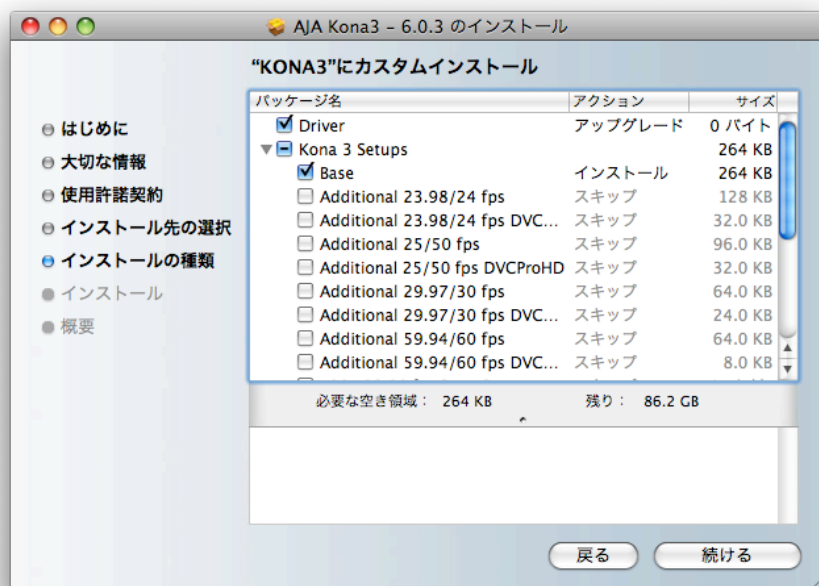 AJA Kona3 – 6.0.3 のインストール
“KONA3”にカスタムインストール
はじめに
大切な情報
使用許諾契約
インストール先の選択
インストールの種類
インストール
概要
パッケージ名 アクション サイズ
Driver アップグレード 0 バイト
Kona 3 Setups 264 KB
Base インストール 264 KB
Additional 23.98/24 fps スキップ 128 KB
Additional 23.98/24 fps DVC... スキップ 32.0 KB
Additional 25/50 fps スキップ 96.0 KB
Additional 25/50 fps DVCProHD スキップ 32.0 KB
Additional 29.97/30 fps スキップ 64.0 KB
Additional 29.97/30 fps DVC... スキップ 24.0 KB
Additional 59.94/60 fps スキップ 64.0 KB
Additional 59.94/60 fps DVC... スキップ 8.0 KB
必要な空き領域： 264 KB 残り： 86.2 GB
戻る 続ける